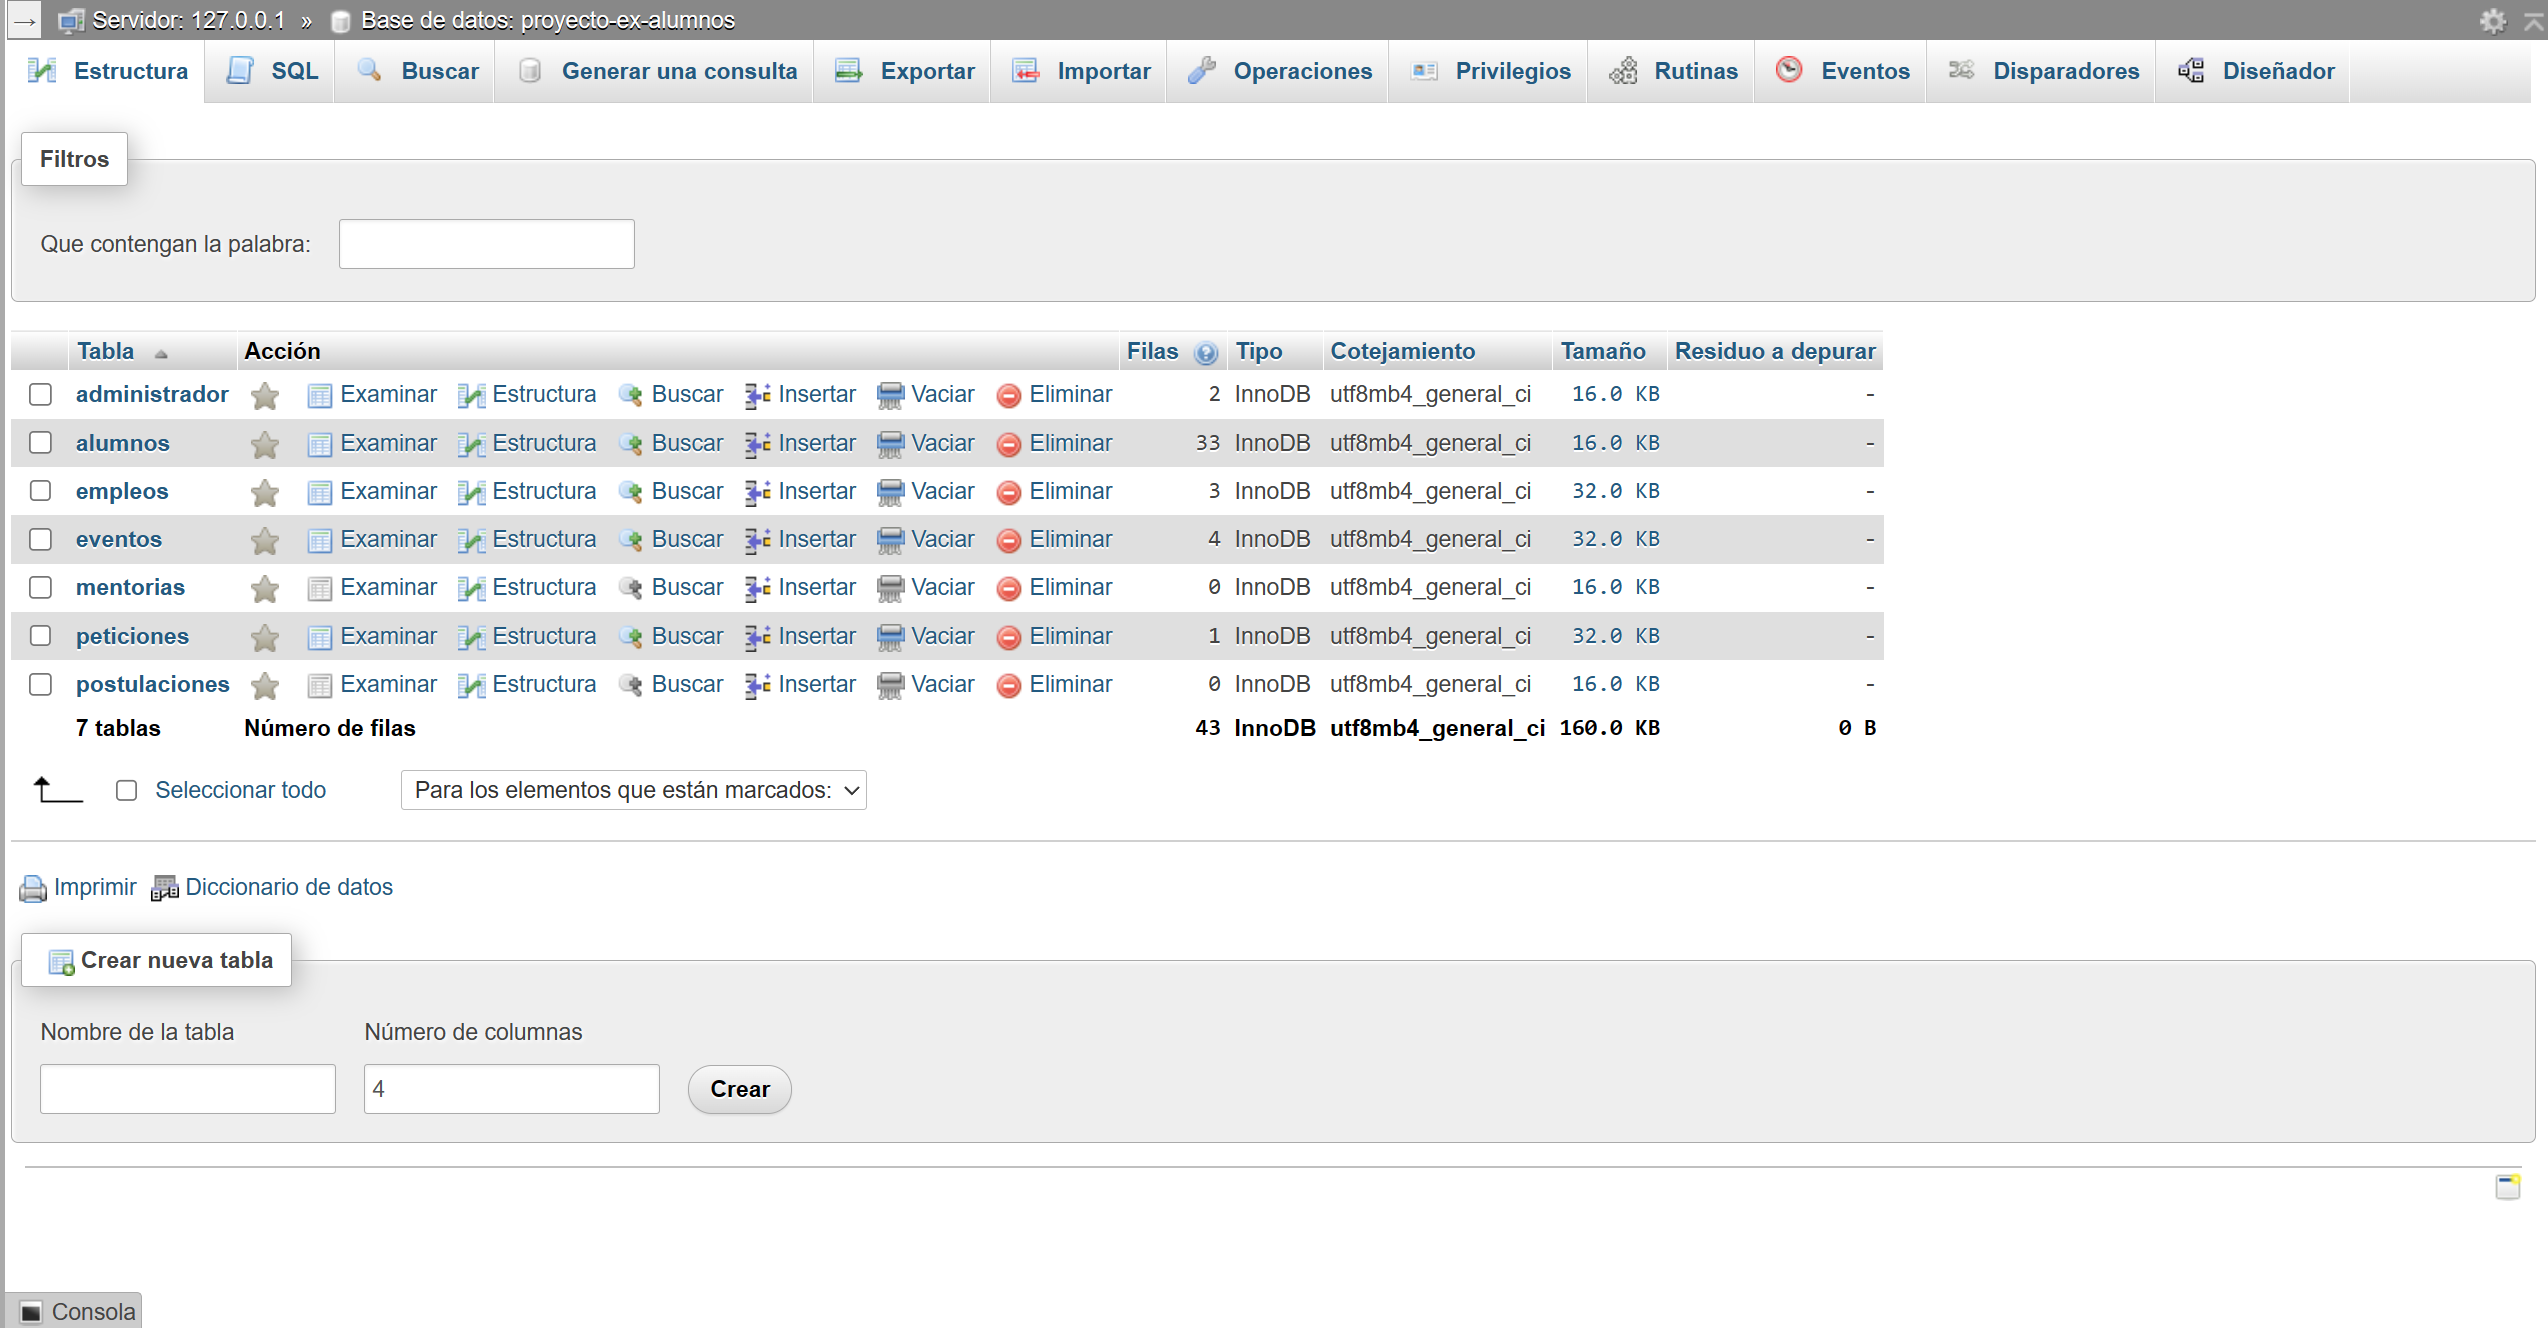 → Servidor: 127.0.0.1 » Base de datos: proyecto-ex-alumnos
Estructura SQL Buscar Generar una consulta Exportar Importar Operaciones Privilegios Rutinas Eventos Disparadores Diseñador
Filtros
Que contengan la palabra:
Tabla Acción Filas Tipo Cotejamiento Tamaño Residuo a depurar
administrador Examinar Estructura Buscar Insertar Vaciar Eliminar 2 InnoDB utf8mb4_general_ci 16.0 KB -
alumnos Examinar Estructura Buscar Insertar Vaciar Eliminar 33 InnoDB utf8mb4_general_ci 16.0 KB -
empleos Examinar Estructura Buscar Insertar Vaciar Eliminar 3 InnoDB utf8mb4_general_ci 32.0 KB -
eventos Examinar Estructura Buscar Insertar Vaciar Eliminar 4 InnoDB utf8mb4_general_ci 32.0 KB -
mentorias Examinar Estructura Buscar Insertar Vaciar Eliminar 0 InnoDB utf8mb4_general_ci 16.0 KB -
peticiones Examinar Estructura Buscar Insertar Vaciar Eliminar 1 InnoDB utf8mb4_general_ci 32.0 KB -
postulaciones Examinar Estructura Buscar Insertar Vaciar Eliminar 0 InnoDB utf8mb4_general_ci 16.0 KB -
7 tablas Número de filas 43 InnoDB utf8mb4_general_ci 160.0 KB 0 B
Seleccionar todo Para los elementos que están marcados:
Imprimir Diccionario de datos
Crear nueva tabla
Nombre de la tabla Número de columnas
4 Crear
Consola